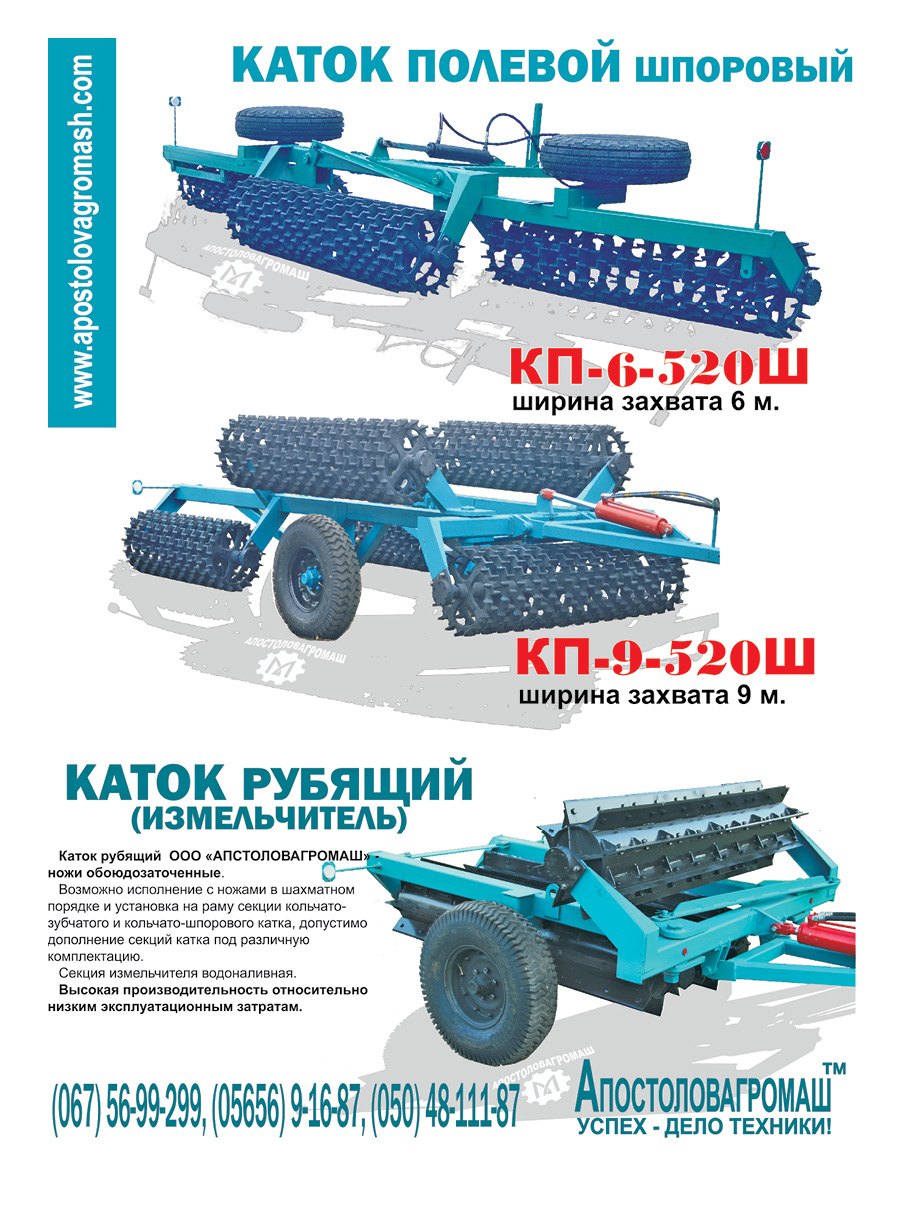 www.apostolovagromash.com
КАТОК ПОЛЕВОЙ ШПОРОВЫЙ
АПОСТОЛОВАГРОМАШ
КП-6-520Ш
ширина захвата 6 м.
АПОСТОЛОВАГРОМАШ
КП-9-520Ш
ширина захвата 9 м.
КАТОК РУБЯЩИЙ
(ИЗМЕЛЬЧИТЕЛЬ)
Каток рубящий ООО «АПСТОЛОВАГРОМАШ» -
ножи обоюдозаточенные.
Возможно исполнение с ножами в шахматном
порядке и установка на раму секции кольчато-
зубчатого и кольчато-шпорового катка, допустимо
дополнение секций катка под различную
комплектацию.
Секция измельчителя водоналивная.
Высокая производительность относительно
низким эксплуатационным затратам.
АПОСТОЛОВАГРОМАШ
(067) 56-99-299, (05656) 9-16-87, (050) 48-111-87
АПОСТОЛОВАГРОМАШ™
УСПЕХ - ДЕЛО ТЕХНИКИ!